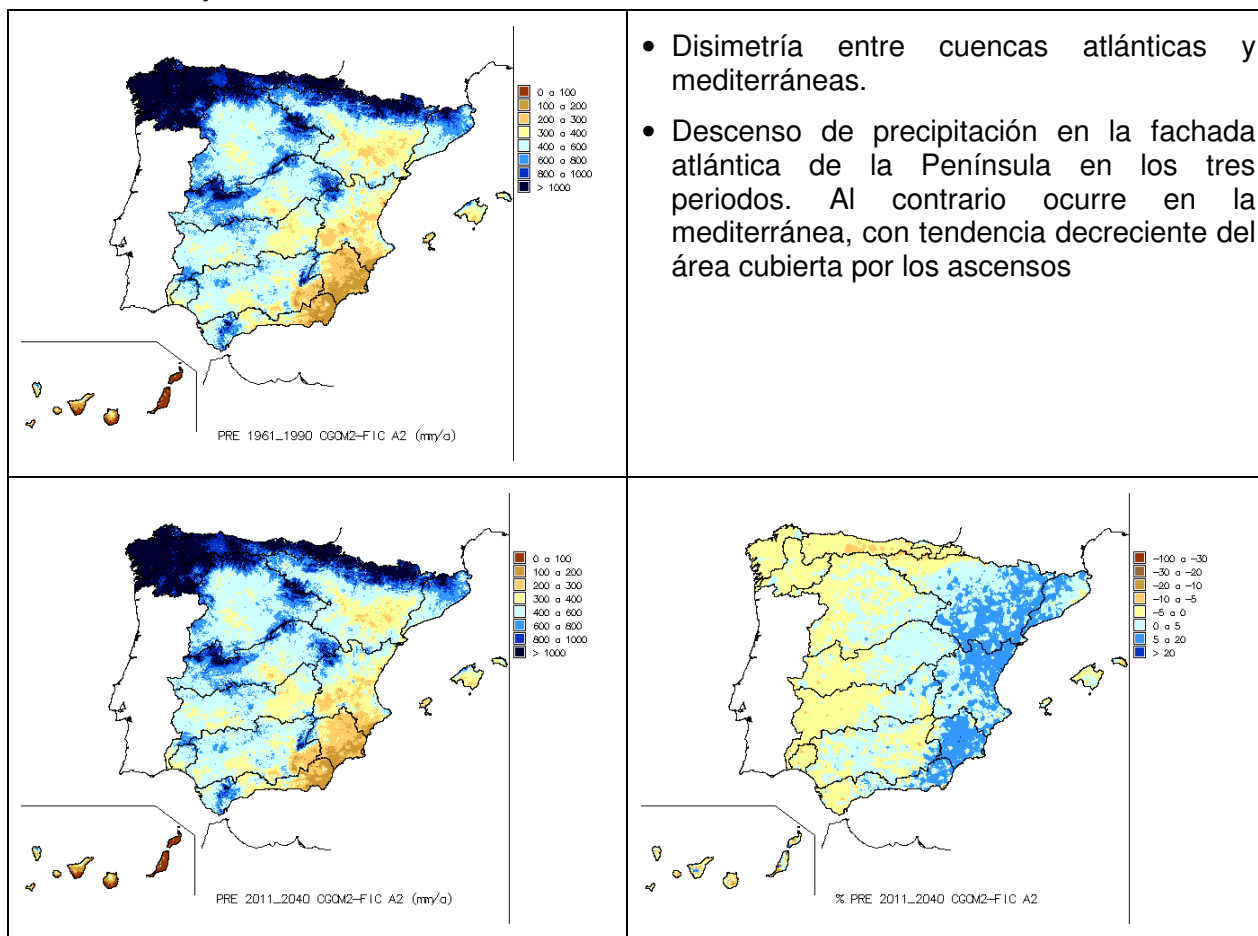 0 a 100
100 a 200
200 a 300
300 a 400
400 a 600
600 a 800
800 a 1000
> 1000
PRE 1961_1990 CGCM2-FIC A2 (mm/a)
• Disimetría entre cuencas atlánticas y
mediterráneas.
• Descenso de precipitación en la fachada
atlántica de la Península en los tres
periodos. Al contrario ocurre en la
mediterránea, con tendencia decreciente del
área cubierta por los ascensos
0 a 100
100 a 200
200 a 300
300 a 400
400 a 600
600 a 800
800 a 1000
> 1000
PRE 2011_2040 CGCM2-FIC A2 (mm/a)
-100 a -30
-30 a -20
-20 a -10
-10 a -5
-5 a 0
0 a 5
5 a 20
> 20
% PRE 2011_2040 CGCM2-FIC A2